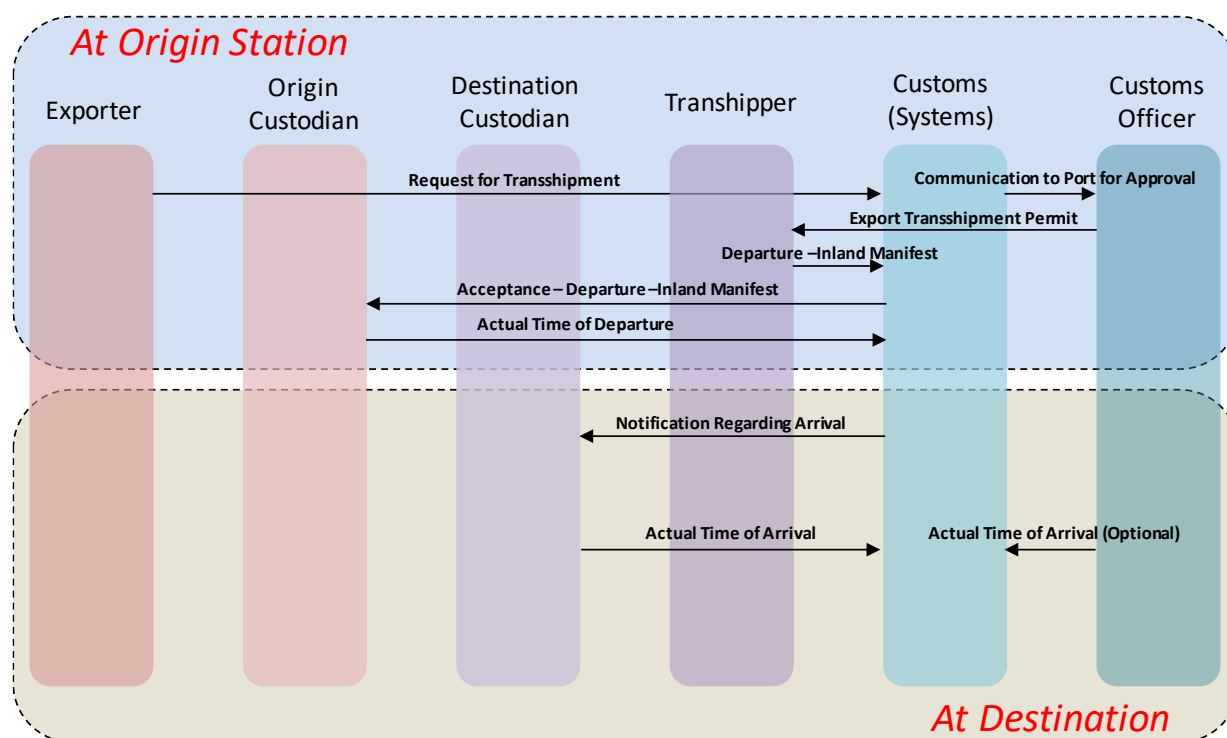 At Origin Station
Exporter
Origin
Custodian
Destination
Custodian
Transhipper
Customs
(Systems)
Customs
Officer
Request for Transshipment
Communication to Port for Approval
Export Transshipment Permit
Departure –Inland Manifest
Acceptance – Departure –Inland Manifest
Actual Time of Departure
Notification Regarding Arrival
Actual Time of Arrival
Actual Time of Arrival (Optional)
At Destination